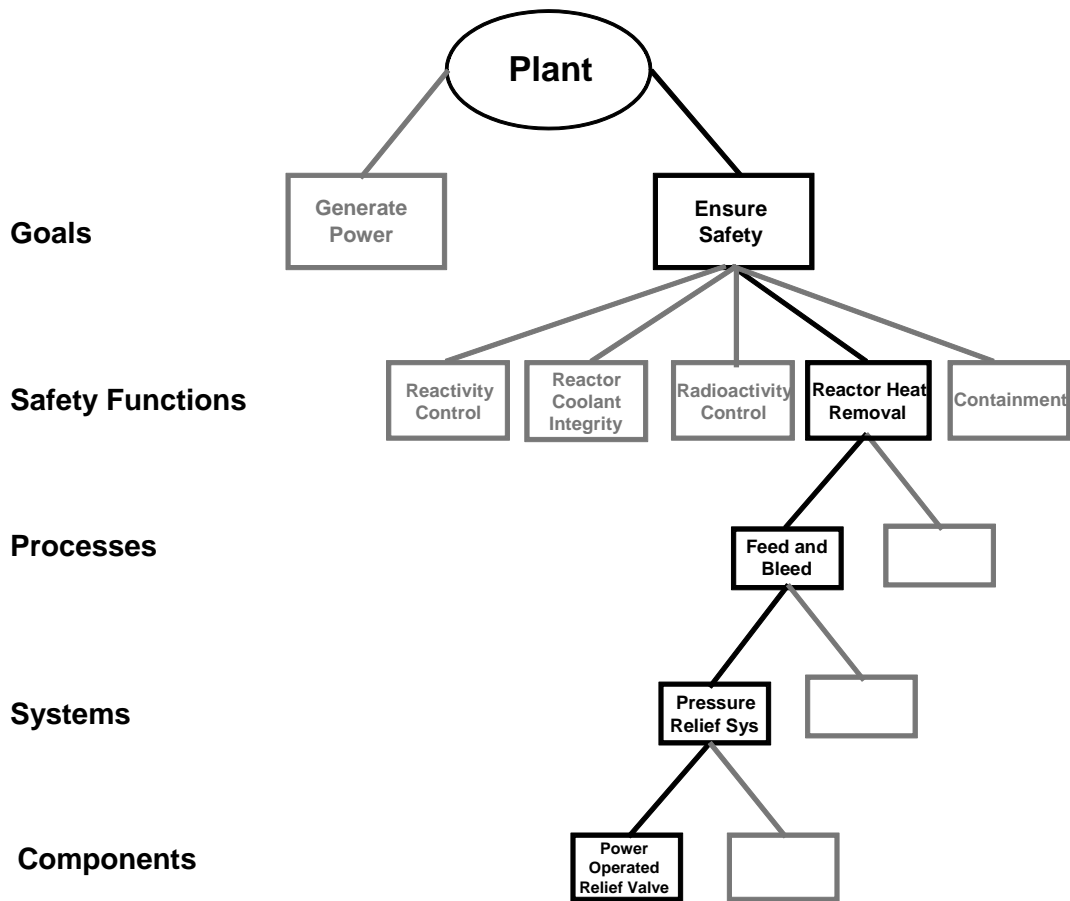 Plant
Goals
Generate
Power
Ensure
Safety
Safety Functions
Reactivity
Control
Reactor
Coolant
Integrity
Radioactivity
Control
Reactor Heat
Removal
Containment
Processes
Feed and
Bleed
Systems
Pressure
Relief Sys
Components
Power
Operated
Relief Valve